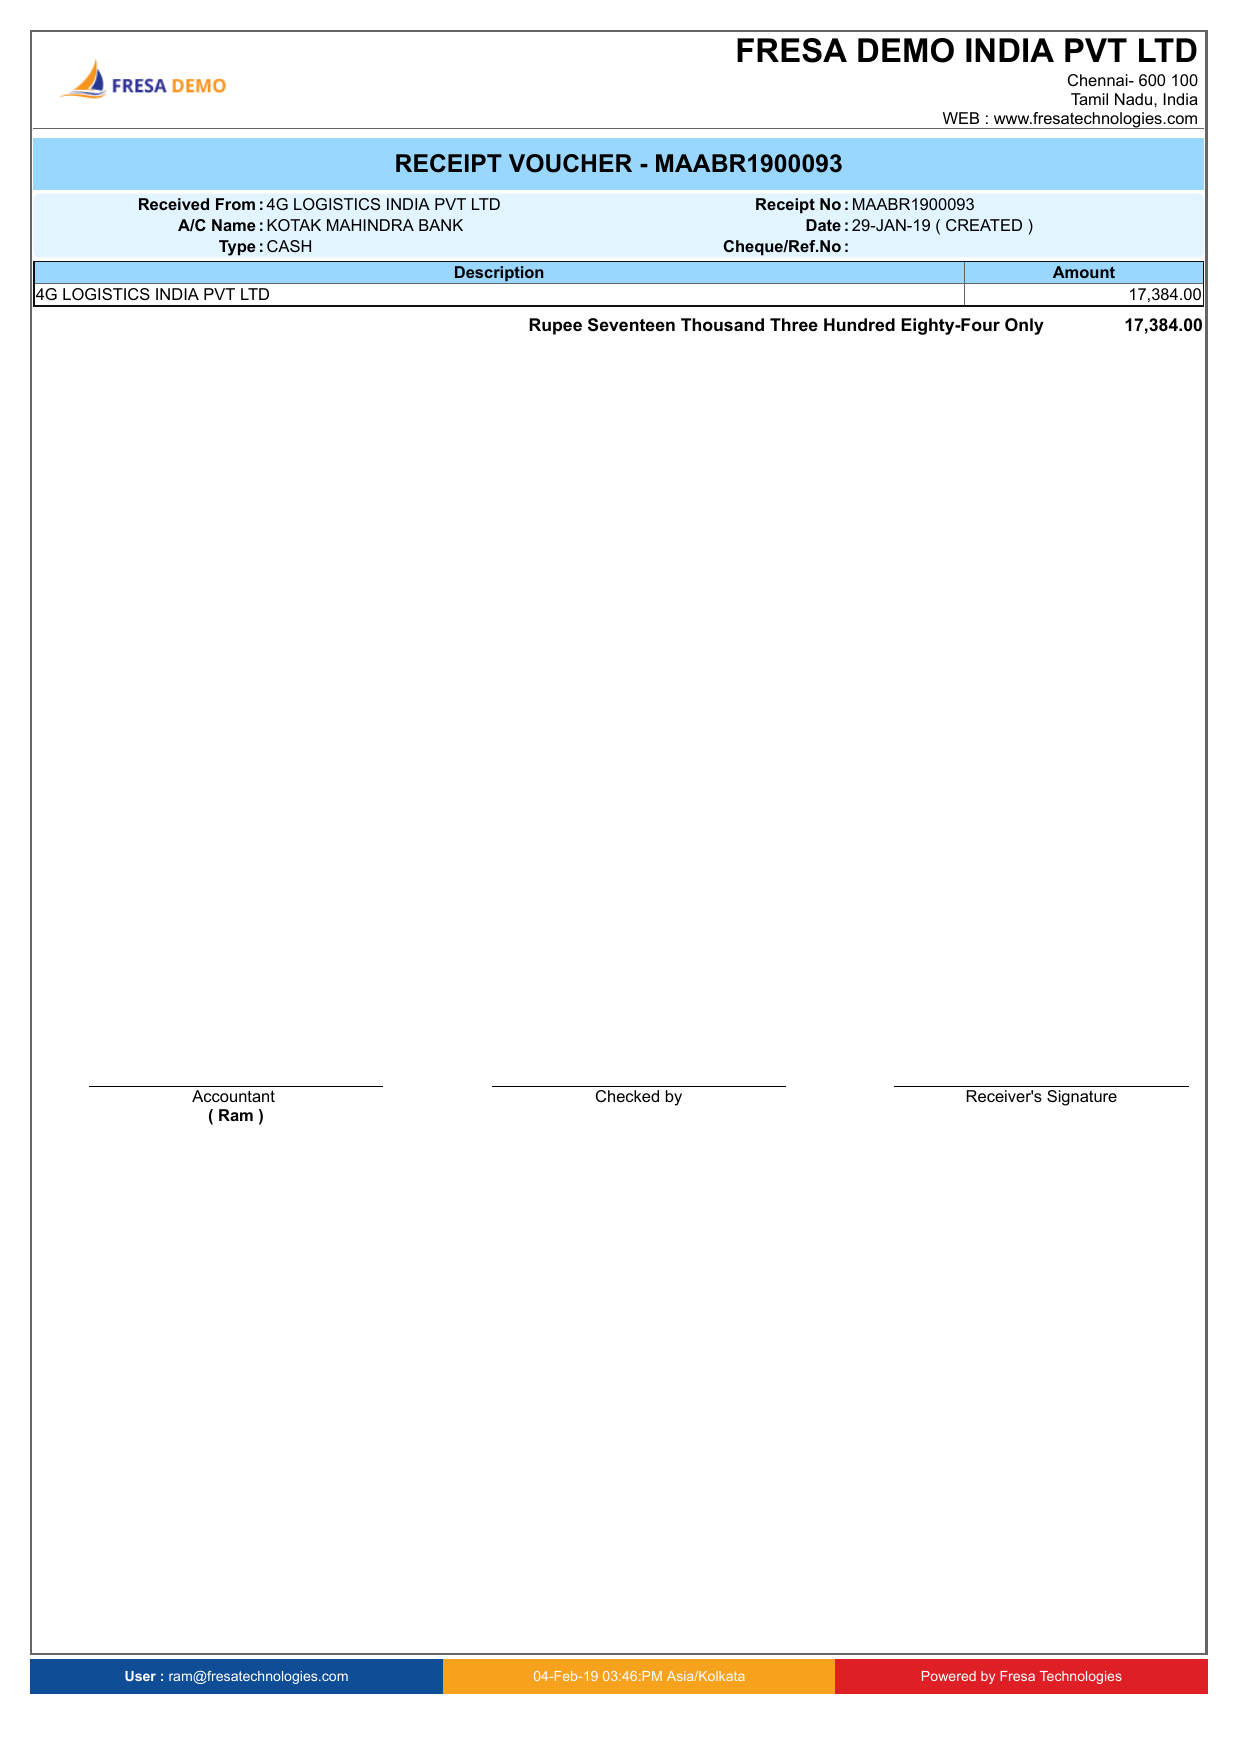 FRESA DEMO
FRESA DEMO INDIA PVT LTD
Chennai- 600 100
Tamil Nadu, India
WEB : www.fresatechnologies.com
RECEIPT VOUCHER - MAABR1900093
Received From : 4G LOGISTICS INDIA PVT LTD Receipt No : MAABR1900093
A/C Name : KOTAK MAHINDRA BANK Date : 29-JAN-19 ( CREATED )
Type : CASH Cheque/Ref.No :
Description Amount
4G LOGISTICS INDIA PVT LTD 17,384.00
Rupee Seventeen Thousand Three Hundred Eighty-Four Only 17,384.00
Accountant Checked by Receiver's Signature
( Ram )
User : ram@fresatechnologies.com 04-Feb-19 03:46:PM Asia/Kolkata Powered by Fresa Technologies